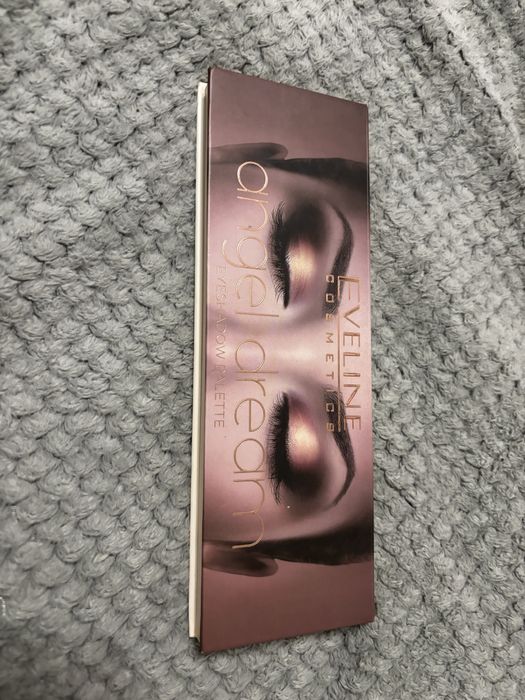 EVELINE
COSMETICS
angel dream
EYESHADOW PALETTE